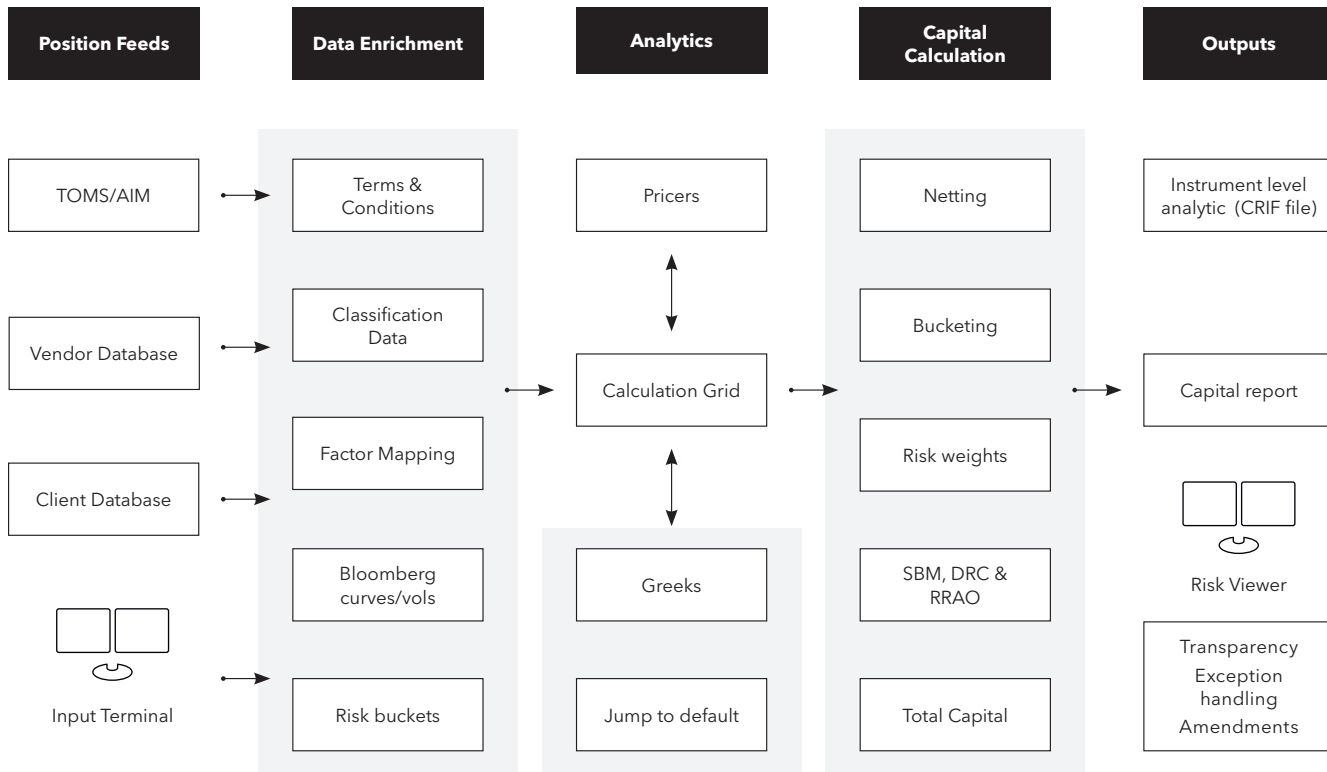 Position Feeds
Data Enrichment
Analytics
Capital
Calculation
Outputs
TOMS/AIM
Vendor Database
Client Database
Input Terminal
Terms &
Conditions
Classification
Data
Factor Mapping
Bloomberg
curves/vols
Risk buckets
Pricers
Calculation Grid
Greeks
Jump to default
Netting
Bucketing
Risk weights
SBM, DRC &
RRAO
Total Capital
Instrument level
analytic (CRIF file)
Capital report
Risk Viewer
Transparency
Exception
handling
Amendments